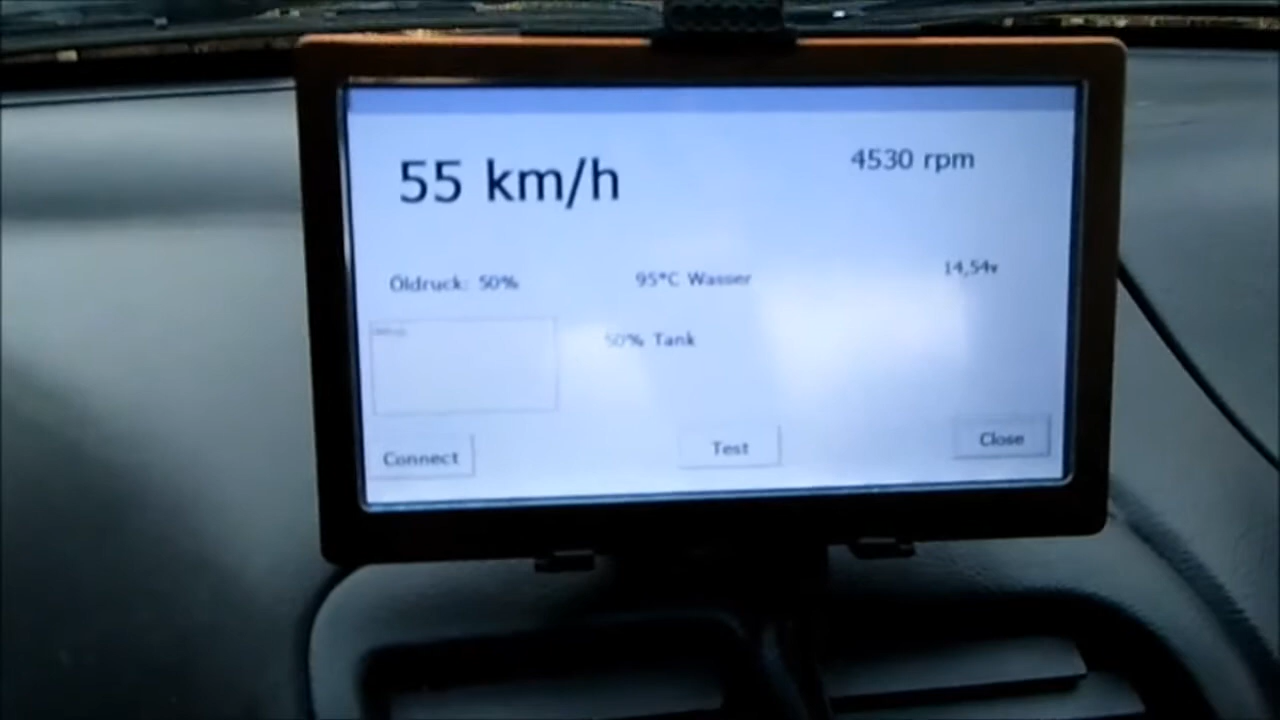 55 km/h
4530 rpm
Öldruck: 50%
95°C Wasser
14,54v
50% Tank
Connect
Test
Close